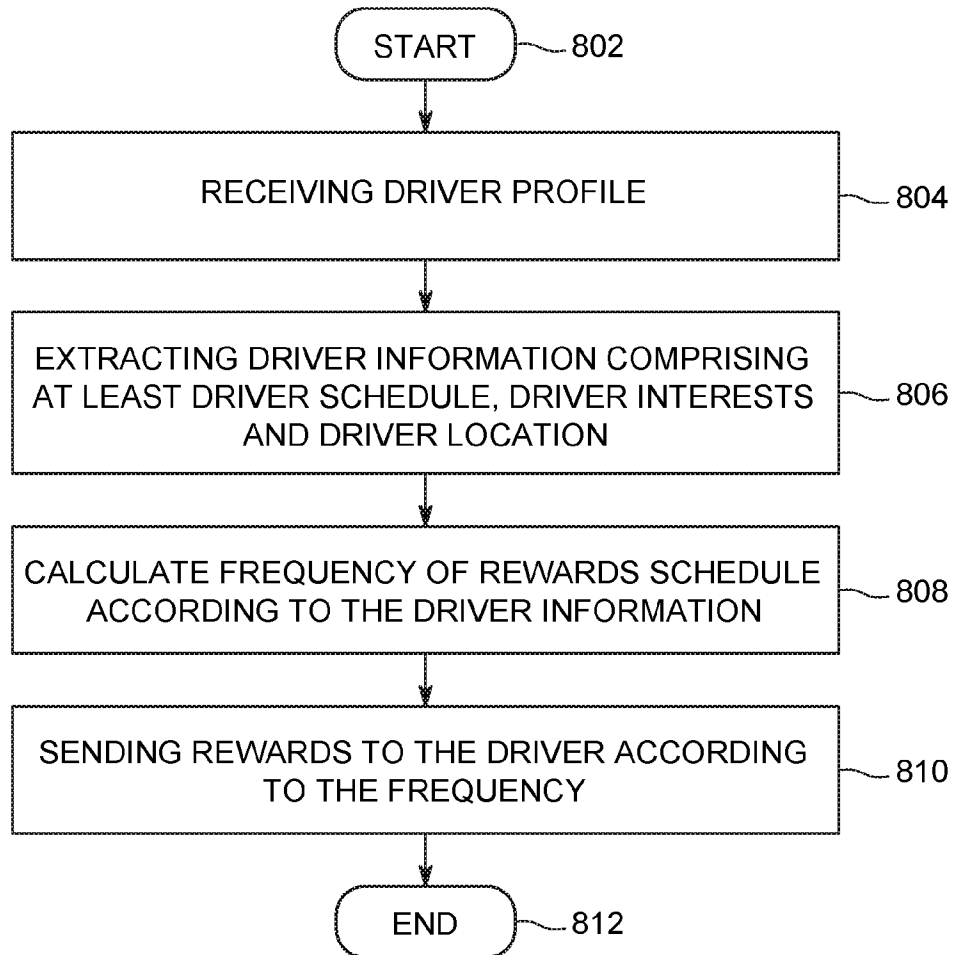 START
802
RECEIVING DRIVER PROFILE
804
EXTRACTING DRIVER INFORMATION COMPRISING
AT LEAST DRIVER SCHEDULE, DRIVER INTERESTS
AND DRIVER LOCATION
806
CALCULATE FREQUENCY OF REWARDS SCHEDULE
ACCORDING TO THE DRIVER INFORMATION
808
SENDING REWARDS TO THE DRIVER ACCORDING
TO THE FREQUENCY
810
END
812